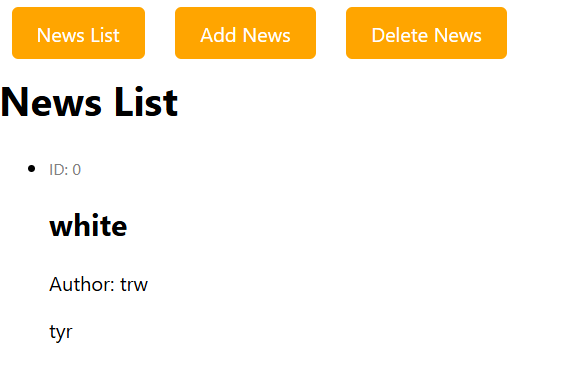 News List Add News Delete News
News List
ID: 0
white
Author: trw
tyr